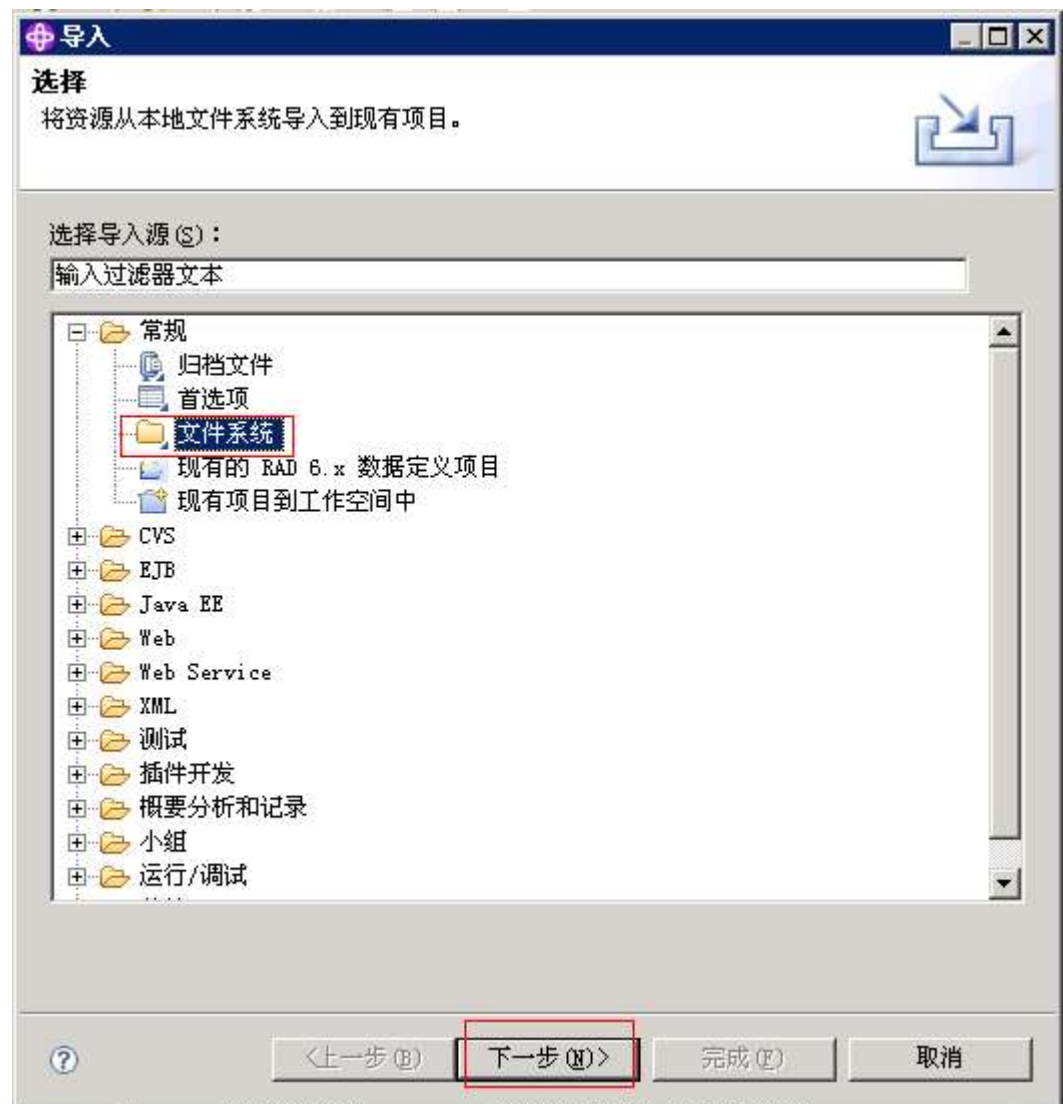 导入
选择
将资源从本地文件系统导入到现有项目。
选择导入源(S)：
输入过滤器文本
常规
归档文件
首选项
文件系统
现有的 RAD 6.x 数据定义项目
现有项目到工作空间中
CVS
EJB
Java EE
Web
Web Service
XML
测试
插件开发
概要分析和记录
小组
运行/调试
<上一步(B) 下一步(N)> 完成(F) 取消